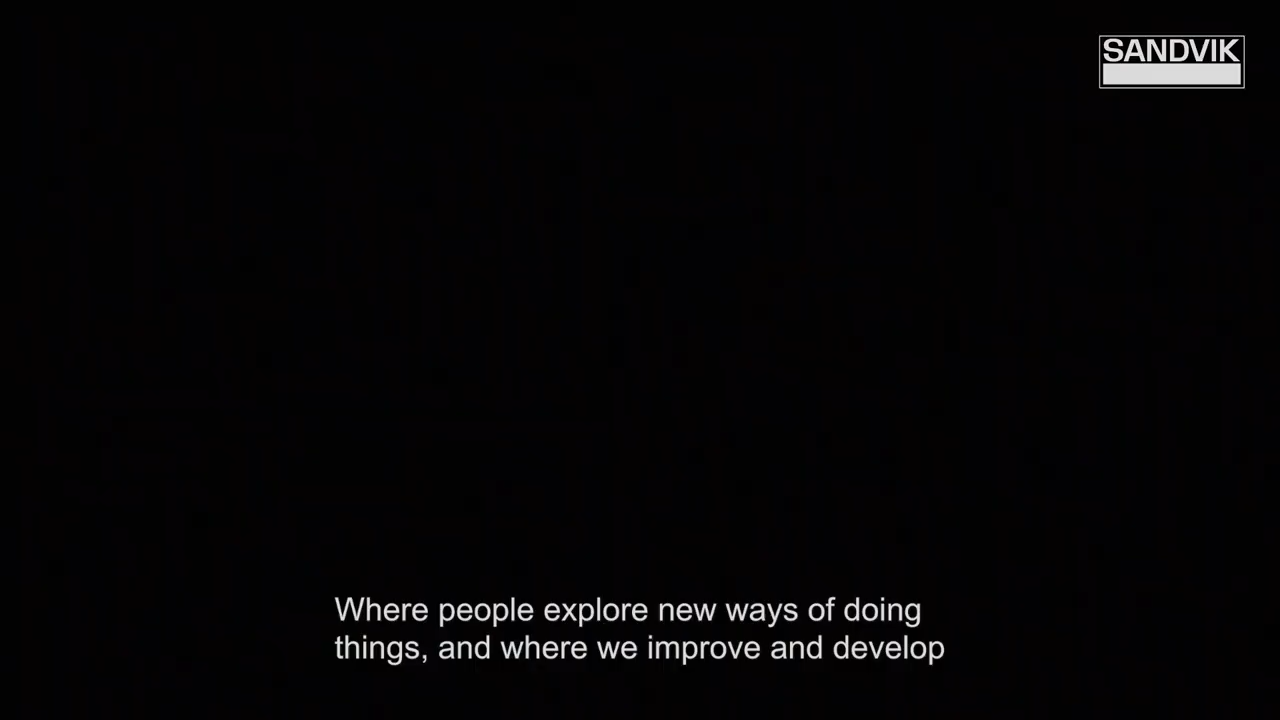 SANDVIK
Where people explore new ways of doing
things, and where we improve and develop